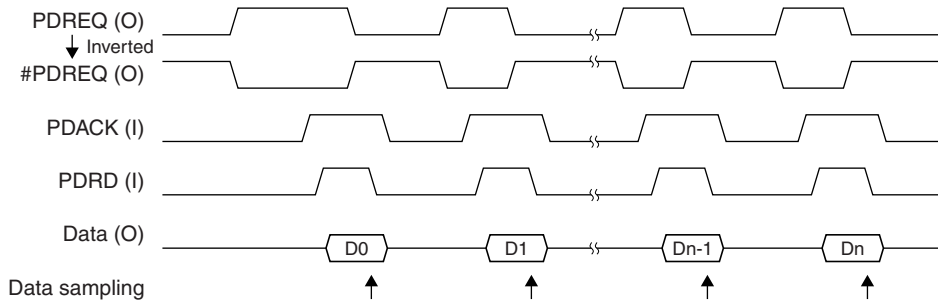 PDREQ (O)
Inverted
#PDREQ (O)
PDACK (I)
PDRD (I)
Data (O) D0 D1 Dn-1 Dn
Data sampling